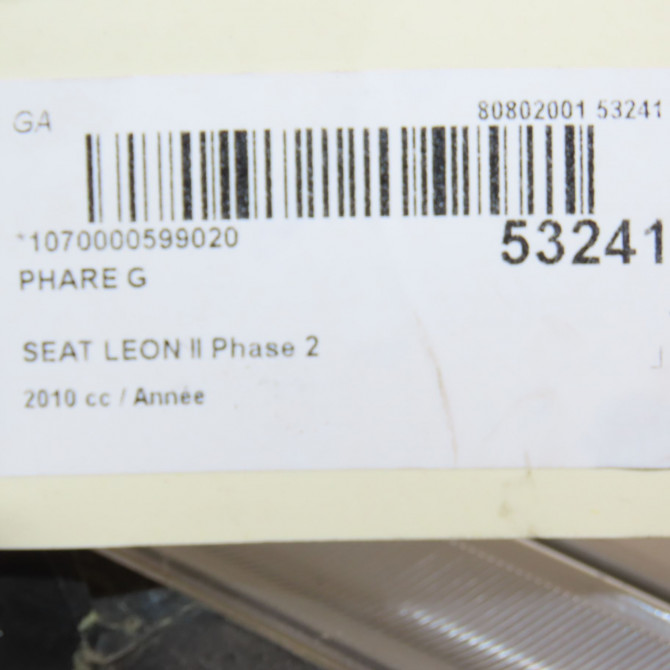 GA
80802001 53241
*1070000599020
53241
PHARE G
SEAT LEON II Phase 2
2010 cc / Année